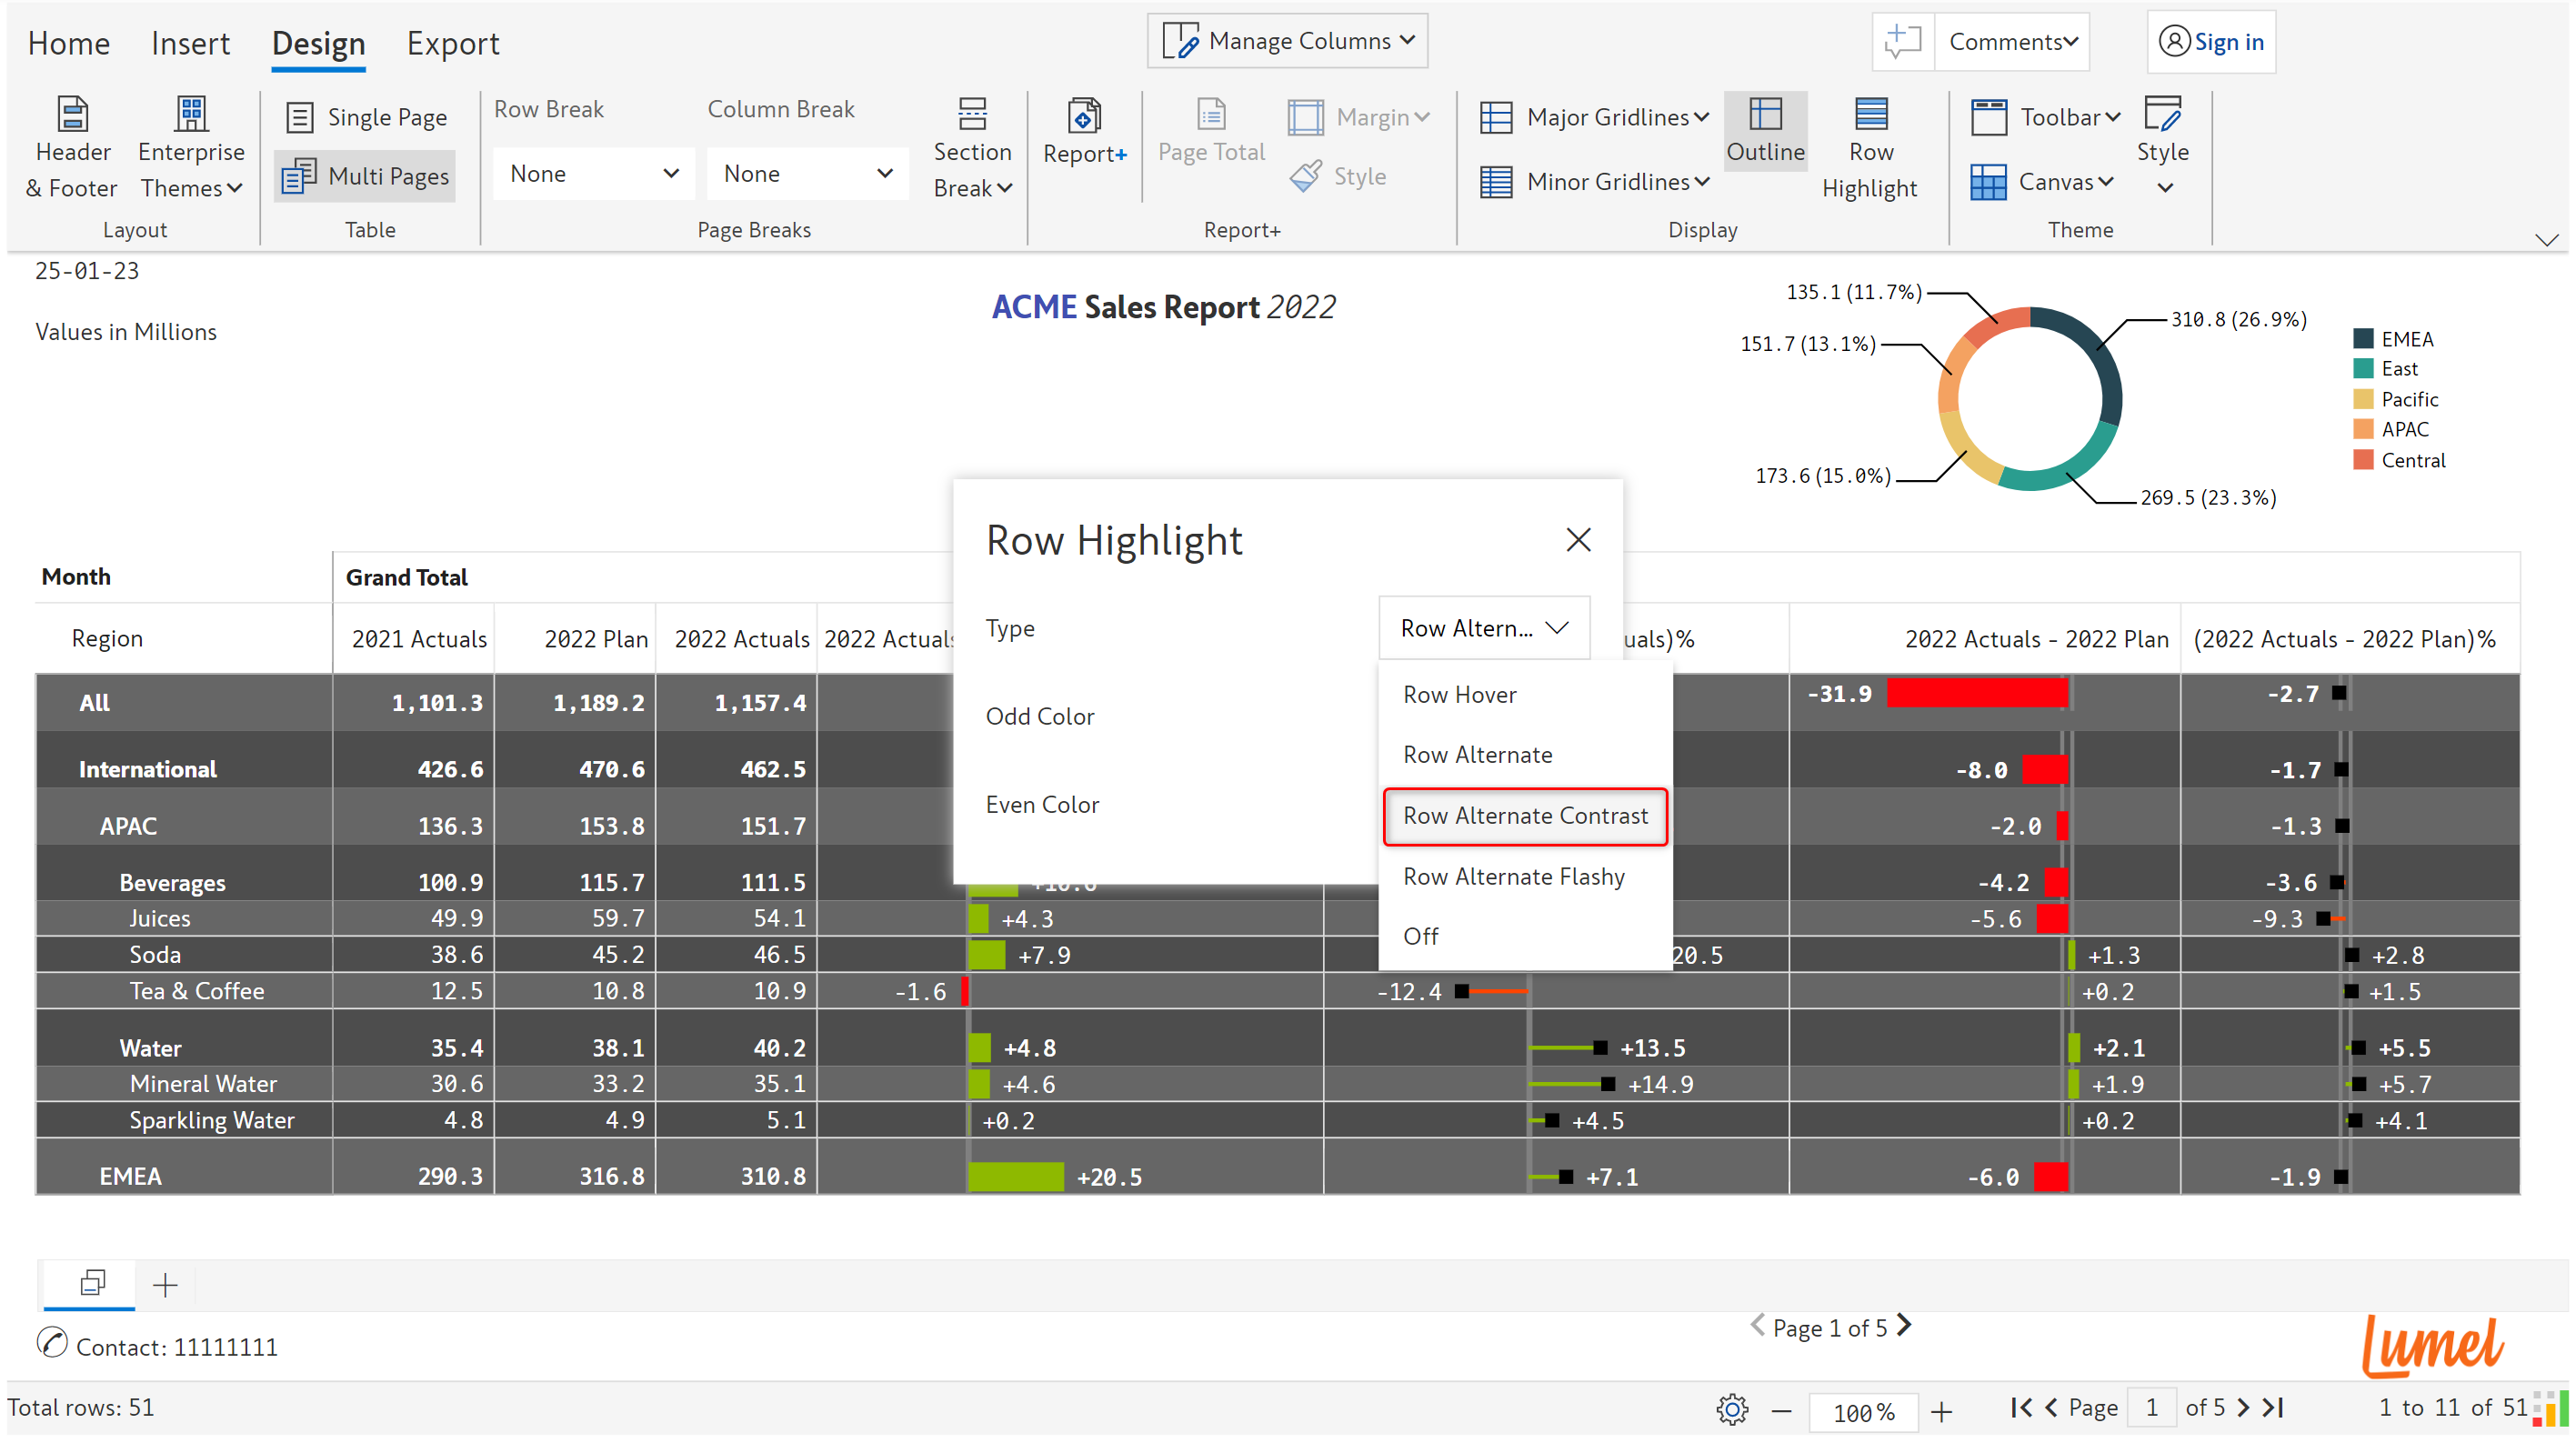 Home Insert Design Export Manage Columns Comments Sign in
Header & Footer Enterprise Themes Single Page Multi Pages Row Break None Column Break None Section Break Report+ Page Total Margin Style Major Gridlines Minor Gridlines Outline Row Highlight Toolbar Canvas Style
Layout Table Page Breaks Report+ Display Theme
25-01-23
Values in Millions
ACME Sales Report 2022
135.1 (11.7%)
310.8 (26.9%)
151.7 (13.1%)
173.6 (15.0%)
269.5 (23.3%)
EMEA
East
Pacific
APAC
Central
Row Highlight
Type Row Altern...
Odd Color
Even Color
Row Hover
Row Alternate
Row Alternate Contrast
Row Alternate Flashy
Off
Month Grand Total
Region 2021 Actuals 2022 Plan 2022 Actuals 2022 Actuals uals)% 2022 Actuals - 2022 Plan (2022 Actuals - 2022 Plan)%
All 1,101.3 1,189.2 1,157.4 -31.9 -2.7
International 426.6 470.6 462.5 -8.0 -1.7
APAC 136.3 153.8 151.7 -2.0 -1.3
Beverages 100.9 115.7 111.5 -4.2 -3.6
Juices 49.9 59.7 54.1 +4.3 -5.6 -9.3
Soda 38.6 45.2 46.5 +7.9 20.5 +1.3 +2.8
Tea & Coffee 12.5 10.8 10.9 -1.6 -12.4 +0.2 +1.5
Water 35.4 38.1 40.2 +4.8 +13.5 +2.1 +5.5
Mineral Water 30.6 33.2 35.1 +4.6 +14.9 +1.9 +5.7
Sparkling Water 4.8 4.9 5.1 +0.2 +4.5 +0.2 +4.1
EMEA 290.3 316.8 310.8 +20.5 +7.1 -6.0 -1.9
Page 1 of 5
Contact: 11111111
Lumel
Total rows: 51 100% Page 1 of 5 1 to 11 of 51